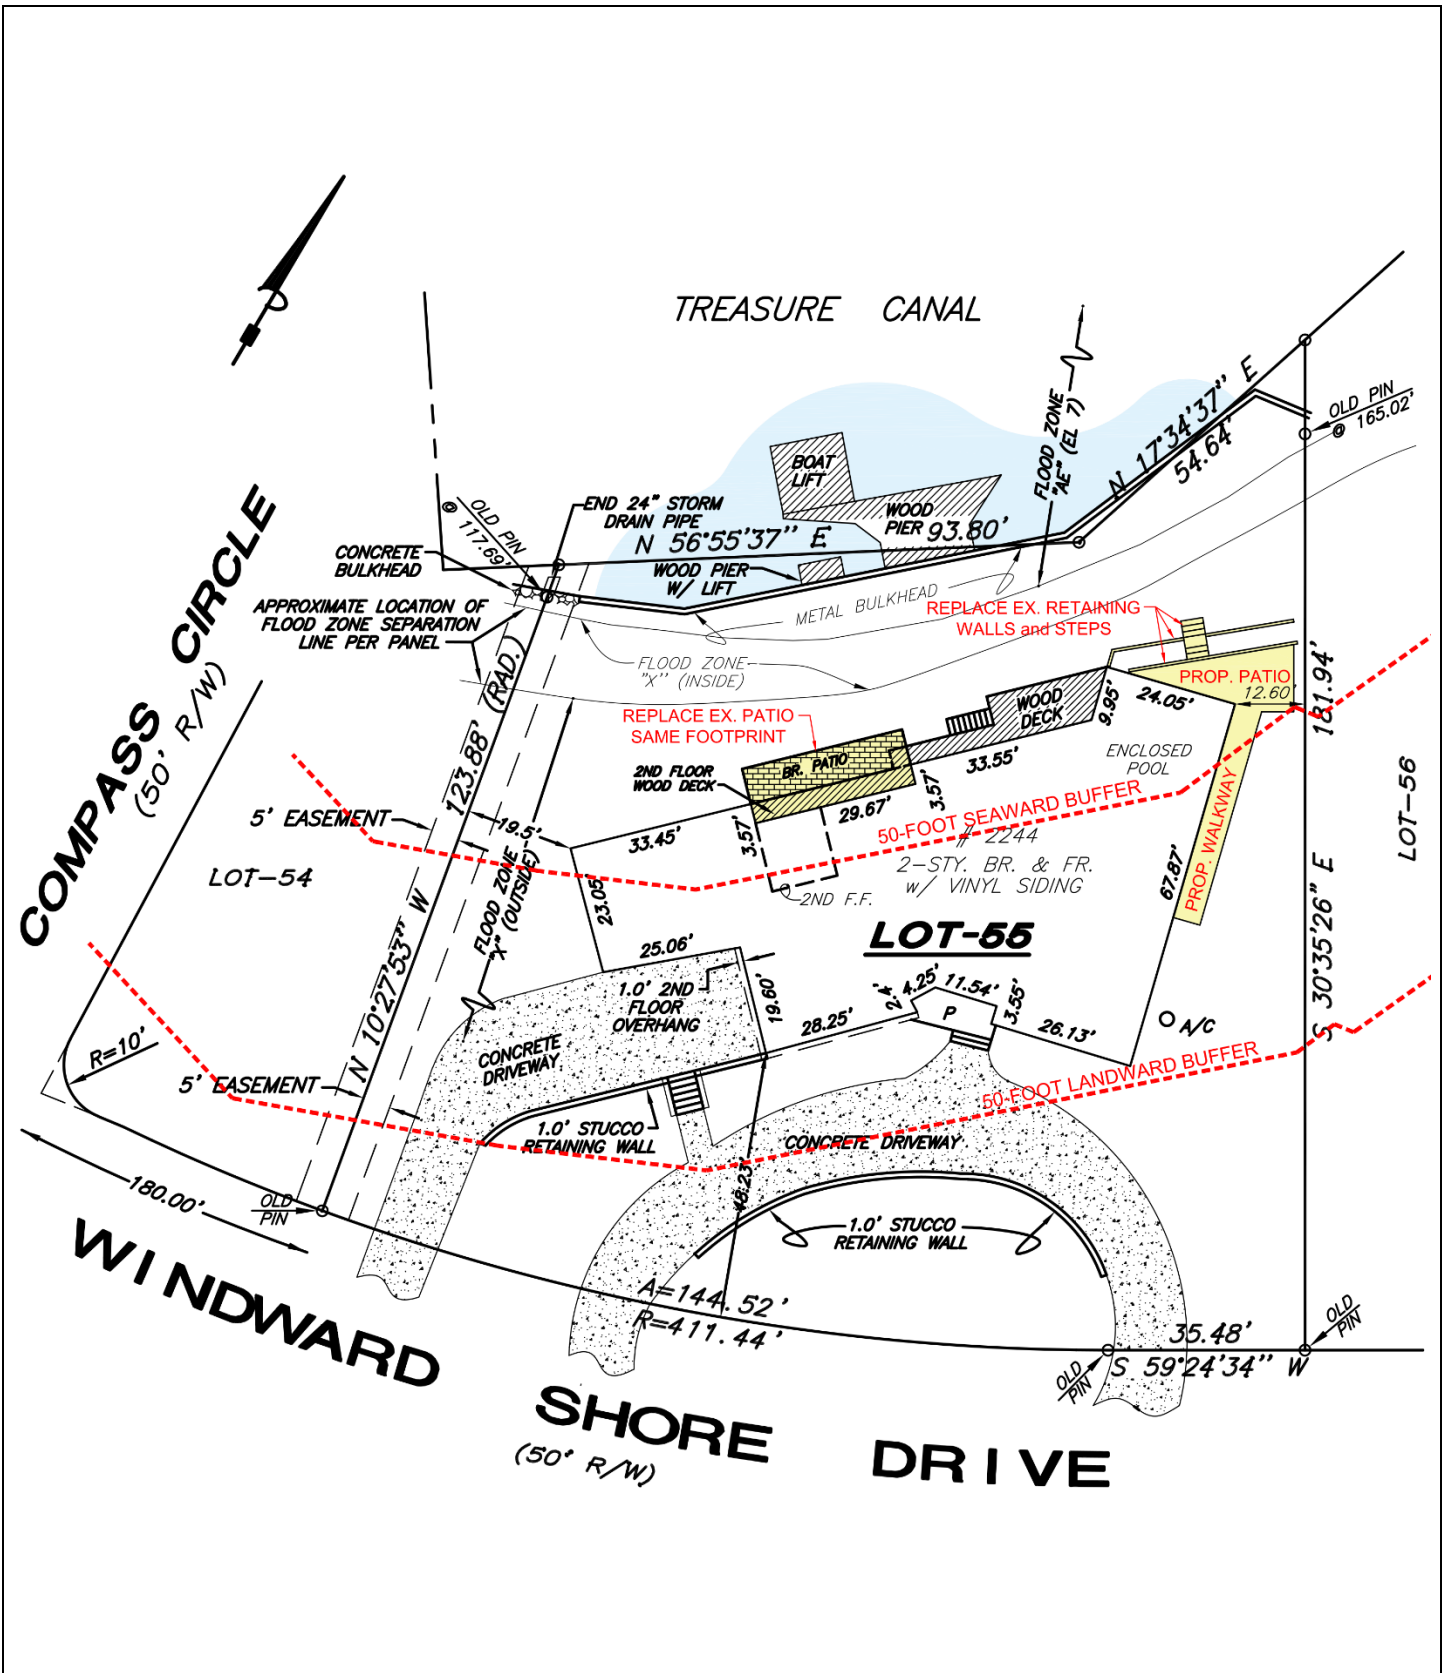 TREASURE CANAL
COMPASS CIRCLE
(50' R/W)
OLD PIN
@ 117.69'
END 24" STORM
DRAIN PIPE
N 56°55'37" E 93.80'
CONCRETE
BULKHEAD
BOAT
LIFT
WOOD
PIER
WOOD PIER
W/ LIFT
FLOOD ZONE
"AE" (EL 7)
N 17°34'37" E
54.64'
OLD PIN
@ 165.02'
APPROXIMATE LOCATION OF
FLOOD ZONE SEPARATION
LINE PER PANEL
METAL BULKHEAD
REPLACE EX. RETAINING
WALLS and STEPS
FLOOD ZONE
"X" (INSIDE)
PROP. PATIO
12.60'
181.94'
REPLACE EX. PATIO
SAME FOOTPRINT
WOOD
DECK
9.95'
24.05'
ENCLOSED
POOL
BR. PATIO
2ND FLOOR
WOOD DECK
33.55'
3.57'
29.67'
3.57'
33.45'
19.5'
123.88' (RAD.)
N 10°27'53" W
5' EASEMENT
LOT-54
FLOOD ZONE
"X" (OUTSIDE)
23.05'
50-FOOT SEAWARD BUFFER
# 2244
2-STY. BR. & FR.
w/ VINYL SIDING
2ND F.F.
LOT-55
PROP. WALKWAY
67.87'
LOT-56
S 30°35'26" E
25.06'
1.0' 2ND
FLOOR
OVERHANG
19.60'
28.25'
2.4'
4.25'
11.54'
P
3.55'
26.13'
A/C
CONCRETE
DRIVEWAY
R=10'
5' EASEMENT
50-FOOT LANDWARD BUFFER
1.0' STUCCO
RETAINING WALL
CONCRETE DRIVEWAY
48.23'
180.00'
OLD
PIN
1.0' STUCCO
RETAINING WALL
A=144.52'
R=411.44'
35.48'
S 59°24'34" W
OLD
PIN
OLD
PIN
WINDWARD SHORE DRIVE
(50' R/W)